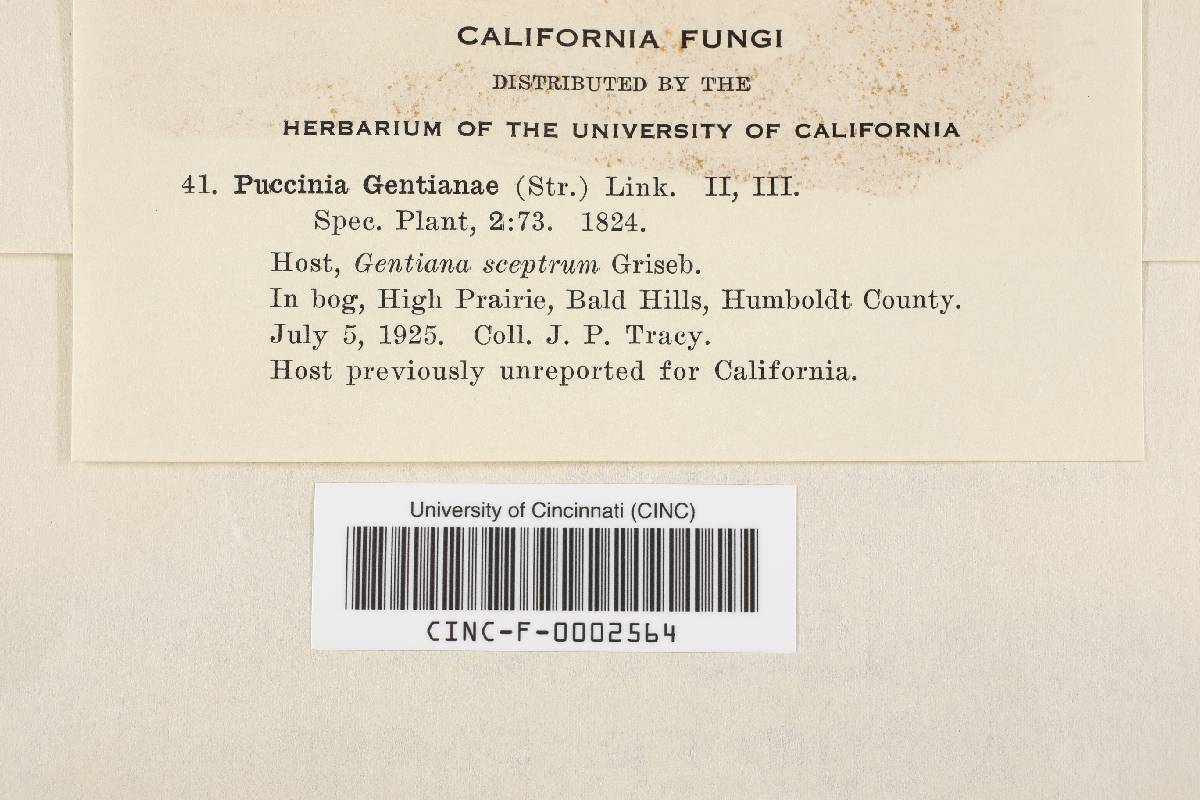 CALIFORNIA FUNGI
DISTRIBUTED BY THE
HERBARIUM OF THE UNIVERSITY OF CALIFORNIA
41. Puccinia Gentianae (Str.) Link. II, III.
Spec. Plant, 2:73. 1824.
Host, Gentiana sceptrum Griseb.
In bog, High Prairie, Bald Hills, Humboldt County.
July 5, 1925. Coll. J. P. Tracy.
Host previously unreported for California.
University of Cincinnati (CINC)
CINC-F-0002564